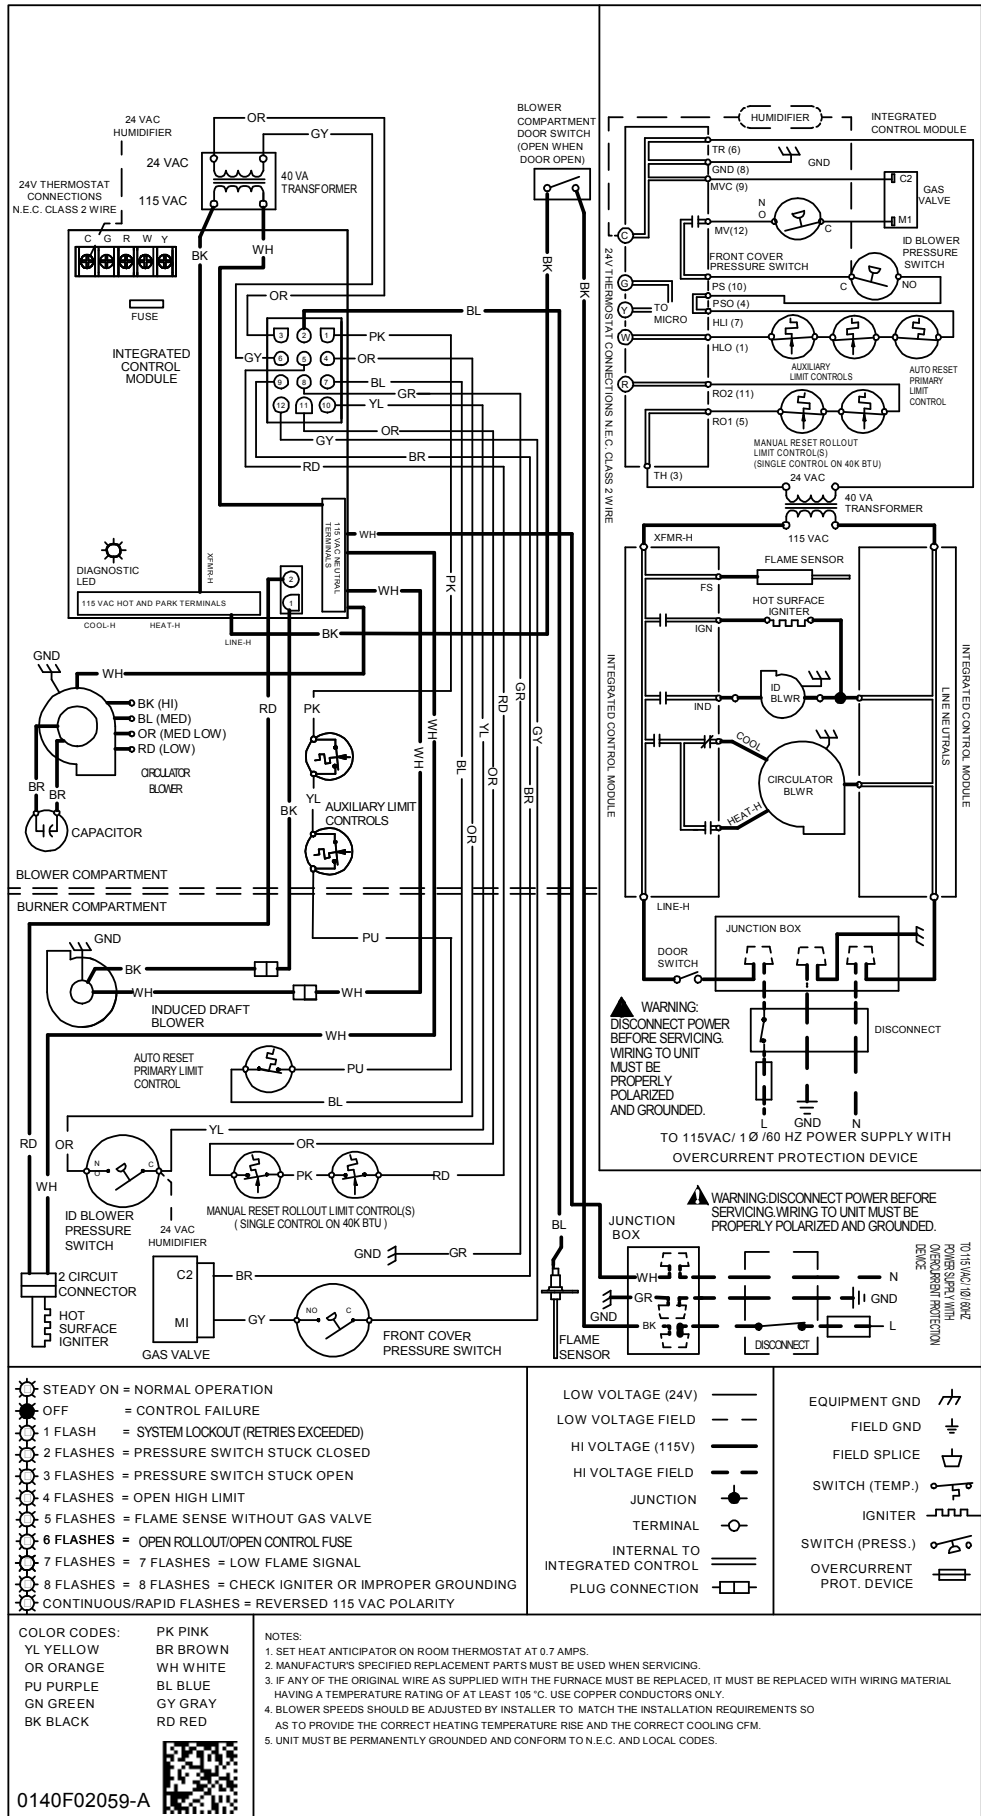 24 VAC
HUMIDIFIER
OR
GY
24 VAC
40 VA
TRANSFORMER
115 VAC
24V THERMOSTAT
CONNECTIONS
N.E.C. CLASS 2 WIRE
C G R W Y
BK
WH
FUSE
INTEGRATED
CONTROL
MODULE
OR
BL
3 2 1
PK
GY
6 5 4
OR
9 8 7
BL
GR
12 11 10
YL
OR
GY
BR
RD
BLOWER
COMPARTMENT
DOOR SWITCH
(OPEN WHEN
DOOR OPEN)
BK
BK
115 VAC NEUTRAL
TERMINALS
WH
DIAGNOSTIC
LED
XFMR-H
2
1
PK
WH
115 VAC HOT AND PARK TERMINALS
COOL-H HEAT-H
LINE-H
BK
GND
WH
BK (HI)
BL (MED)
OR (MED LOW)
RD (LOW)
CIRCULATOR
BLOWER
BR
BR
CAPACITOR
RD
BK
PK
YL
AUXILIARY LIMIT
CONTROLS
WH
WH
BL
OR
YL
OR
RD
GR
BR
GY
BLOWER COMPARTMENT
BURNER COMPARTMENT
GND
PU
BK
WH
WH
INDUCED DRAFT
BLOWER
WH
AUTO RESET
PRIMARY LIMIT
CONTROL
PU
BL
YL
RD
OR
WH
N
O
C
OR
PK
RD
MANUAL RESET ROLLOUT LIMIT CONTROL(S)
( SINGLE CONTROL ON 40K BTU )
ID BLOWER
PRESSURE
SWITCH
24 VAC
HUMIDIFIER
GND
GR
C2
BR
MI
GY
NO C
GAS VALVE
FRONT COVER
PRESSURE SWITCH
2 CIRCUIT
CONNECTOR
HOT
SURFACE
IGNITER
BL
FLAME
SENSOR
HUMIDIFIER
INTEGRATED
CONTROL MODULE
TR (6)
GND (8)
GND
MVC (9)
C2
GAS
VALVE
M1
N
O
C
MV(12)
C
24V THERMOSTAT CONNECTIONS N.E.C. CLASS 2 WIRE
FRONT COVER
PRESSURE SWITCH
ID BLOWER
PRESSURE
SWITCH
G
PS (10)
C
NO
Y
TO
MICRO
PSO (4)
HLI (7)
W
HLO (1)
AUXILIARY
LIMIT CONTROLS
AUTO RESET
PRIMARY
LIMIT
CONTROL
R
RO2 (11)
RO1 (5)
MANUAL RESET ROLLOUT
LIMIT CONTROL(S)
(SINGLE CONTROL ON 40K BTU)
TH (3)
24 VAC
40 VA
TRANSFORMER
115 VAC
XFMR-H
FLAME SENSOR
FS
HOT SURFACE
IGNITER
IGN
INTEGRATED CONTROL MODULE
ID
BLWR
IND
LINE NEUTRALS
INTEGRATED CONTROL MODULE
COOL
CIRCULATOR
BLWR
HEAT-H
LINE-H
JUNCTION BOX
DOOR
SWITCH
WARNING:
DISCONNECT POWER
BEFORE SERVICING.
WIRING TO UNIT
MUST BE
PROPERLY
POLARIZED
AND GROUNDED.
DISCONNECT
L
GND
N
TO 115VAC/ 1 Ø /60 HZ POWER SUPPLY WITH
OVERCURRENT PROTECTION DEVICE
WARNING:DISCONNECT POWER BEFORE
SERVICING.WIRING TO UNIT MUST BE
PROPERLY POLARIZED AND GROUNDED.
JUNCTION
BOX
WH
GR
GND
BK
N
GND
L
DISCONNECT
TO 115 VAC/ 1Ø/ 60HZ
POWER SUPPLY WITH
OVERCURRENT PROTECTION
DEVICE
STEADY ON = NORMAL OPERATION
OFF = CONTROL FAILURE
1 FLASH = SYSTEM LOCKOUT (RETRIES EXCEEDED)
2 FLASHES = PRESSURE SWITCH STUCK CLOSED
3 FLASHES = PRESSURE SWITCH STUCK OPEN
4 FLASHES = OPEN HIGH LIMIT
5 FLASHES = FLAME SENSE WITHOUT GAS VALVE
6 FLASHES = OPEN ROLLOUT/OPEN CONTROL FUSE
7 FLASHES = 7 FLASHES = LOW FLAME SIGNAL
8 FLASHES = 8 FLASHES = CHECK IGNITER OR IMPROPER GROUNDING
CONTINUOUS/RAPID FLASHES = REVERSED 115 VAC POLARITY
LOW VOLTAGE (24V)
LOW VOLTAGE FIELD
HI VOLTAGE (115V)
HI VOLTAGE FIELD
JUNCTION
TERMINAL
INTERNAL TO
INTEGRATED CONTROL
PLUG CONNECTION
EQUIPMENT GND
FIELD GND
FIELD SPLICE
SWITCH (TEMP.)
IGNITER
SWITCH (PRESS.)
OVERCURRENT
PROT. DEVICE
COLOR CODES:
YL YELLOW
OR ORANGE
PU PURPLE
GN GREEN
BK BLACK
PK PINK
BR BROWN
WH WHITE
BL BLUE
GY GRAY
RD RED
0140F02059-A
NOTES:
1. SET HEAT ANTICIPATOR ON ROOM THERMOSTAT AT 0.7 AMPS.
2. MANUFACTUR'S SPECIFIED REPLACEMENT PARTS MUST BE USED WHEN SERVICING.
3. IF ANY OF THE ORIGINAL WIRE AS SUPPLIED WITH THE FURNACE MUST BE REPLACED, IT MUST BE REPLACED WITH WIRING MATERIAL
HAVING A TEMPERATURE RATING OF AT LEAST 105 °C. USE COPPER CONDUCTORS ONLY.
4. BLOWER SPEEDS SHOULD BE ADJUSTED BY INSTALLER TO MATCH THE INSTALLATION REQUIREMENTS SO
AS TO PROVIDE THE CORRECT HEATING TEMPERATURE RISE AND THE CORRECT COOLING CFM.
5. UNIT MUST BE PERMANENTLY GROUNDED AND CONFORM TO N.E.C. AND LOCAL CODES.